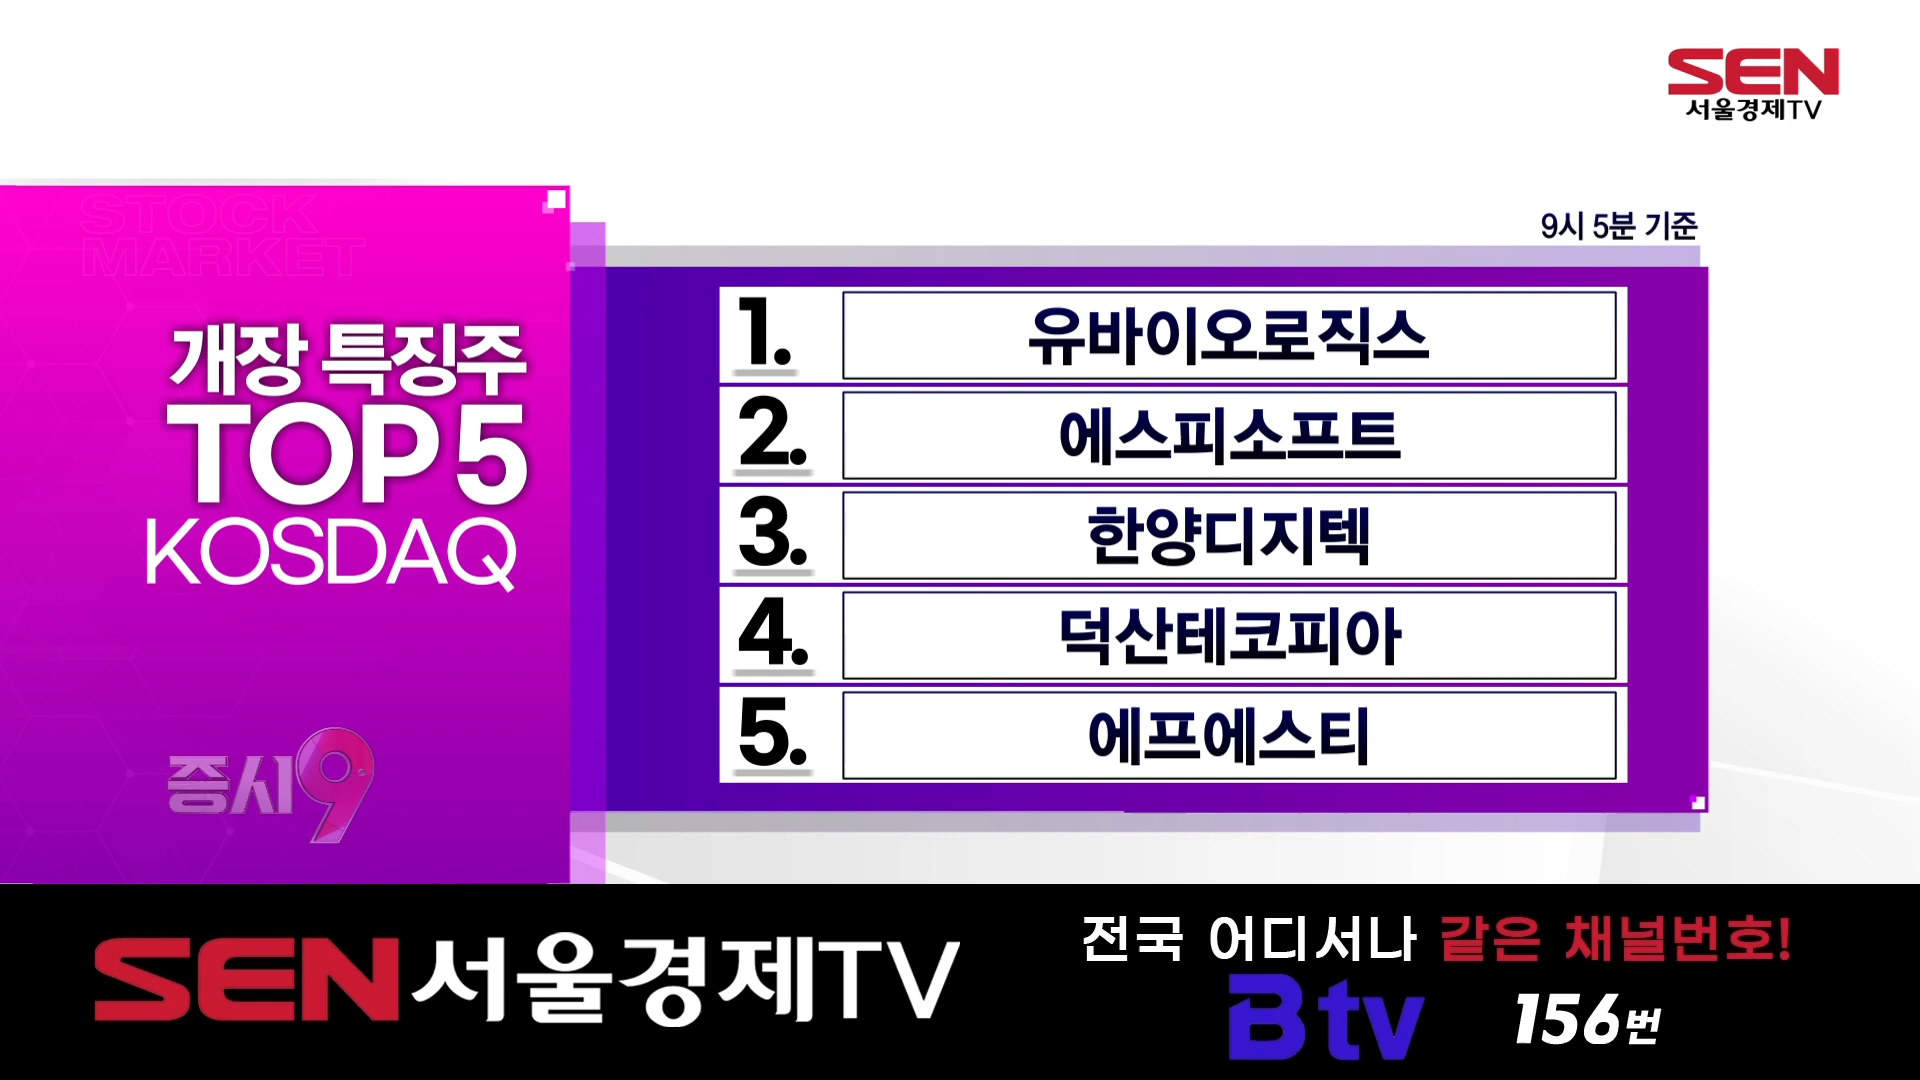 SEN
서울경제TV
STOCK
MARKET
9시 5분 기준
개장 특징주
TOP 5
KOSDAQ
증시9
1. 유바이오로직스
2. 에스피소프트
3. 한양디지텍
4. 덕산테코피아
5. 에프에스티
SEN서울경제TV
전국 어디서나 같은 채널번호!
B tv 156번